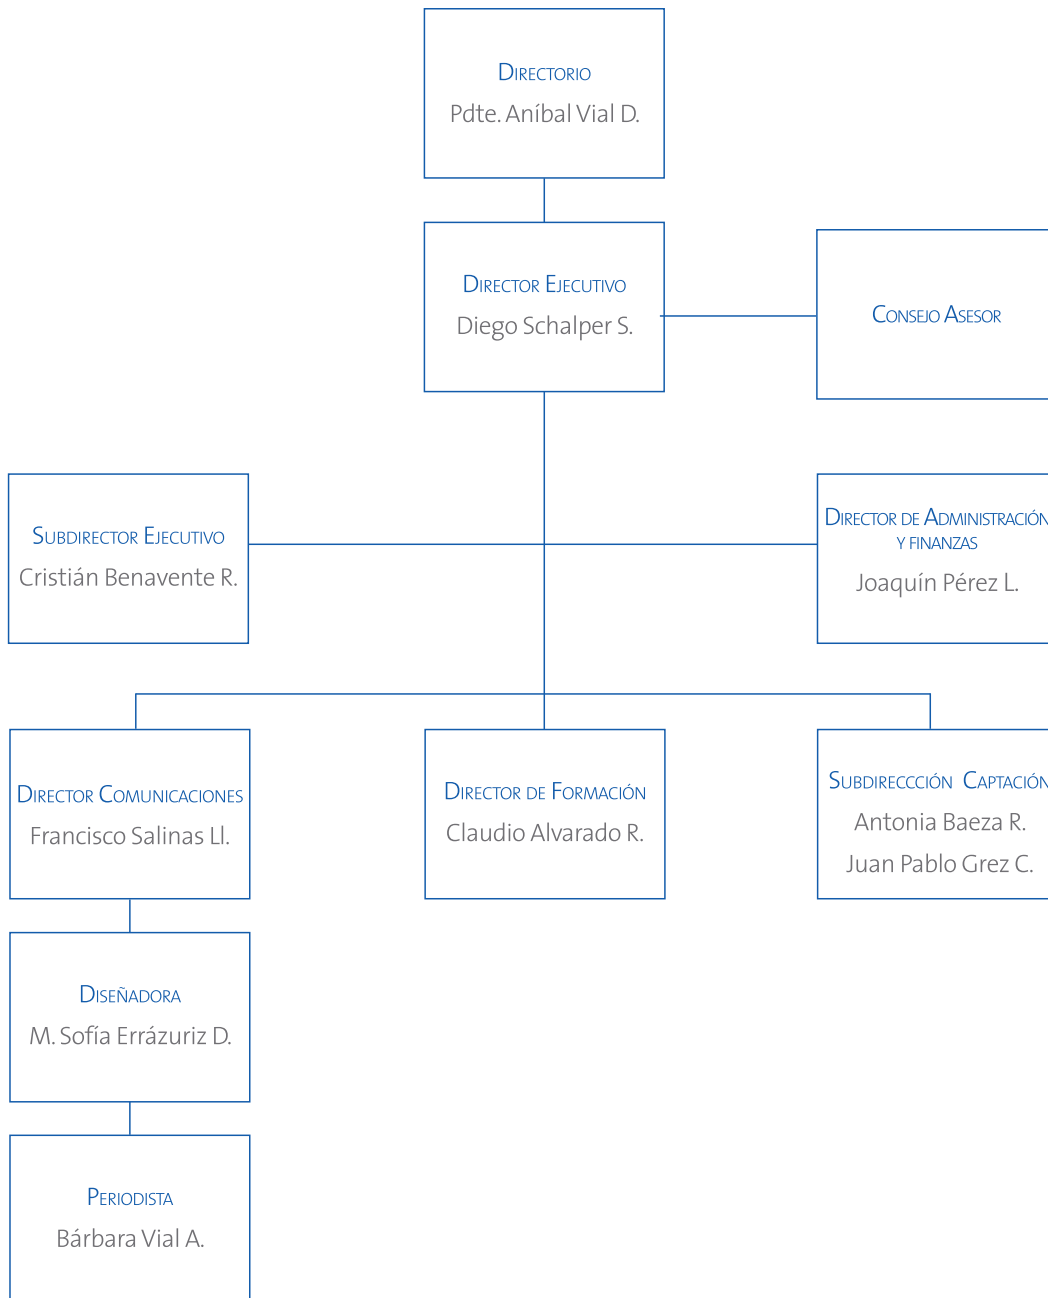 Directorio
Pdte. Aníbal Vial D.
Director Ejecutivo
Diego Schalper S.
Consejo Asesor
Subdirector Ejecutivo
Cristián Benavente R.
Director de Administración
y finanzas
Joaquín Pérez L.
Director Comunicaciones
Francisco Salinas Ll.
Director de Formación
Claudio Alvarado R.
Subdireccción Captación
Antonia Baeza R.
Juan Pablo Grez C.
Diseñadora
M. Sofía Errázuriz D.
Periodista
Bárbara Vial A.